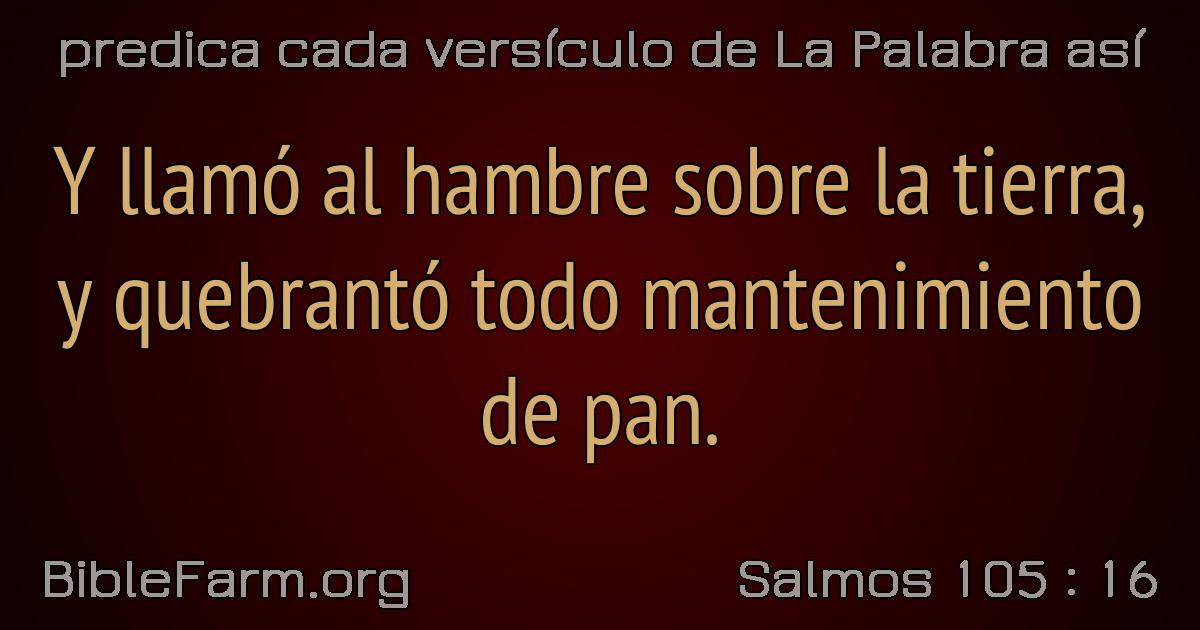 predica cada versículo de La Palabra así
Y llamó al hambre sobre la tierra,
y quebrantó todo mantenimiento
de pan.
BibleFarm.org
Salmos 105 : 16